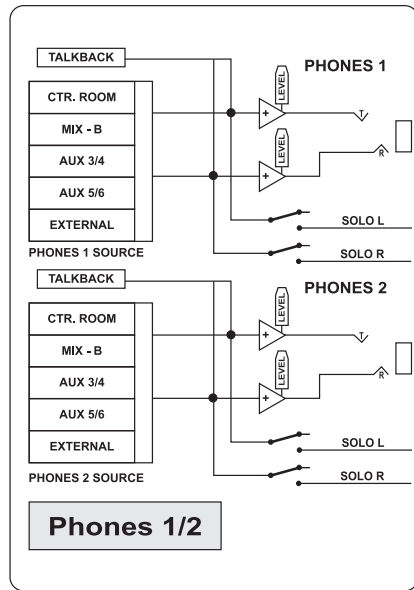 TALKBACK
PHONES 1
CTR. ROOM
MIX - B
AUX 3/4
AUX 5/6
EXTERNAL
PHONES 1 SOURCE
LEVEL
T
LEVEL
R
SOLO L
SOLO R
TALKBACK
PHONES 2
CTR. ROOM
MIX - B
AUX 3/4
AUX 5/6
EXTERNAL
PHONES 2 SOURCE
LEVEL
T
LEVEL
R
SOLO L
SOLO R
Phones 1/2